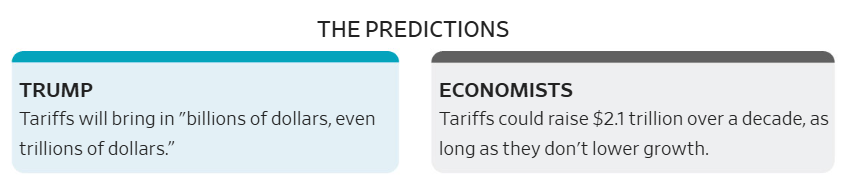 THE PREDICTIONS
TRUMP
Tariffs will bring in ”billions of dollars, even
trillions of dollars.”
ECONOMISTS
Tariffs could raise $2.1 trillion over a decade, as
long as they don’t lower growth.